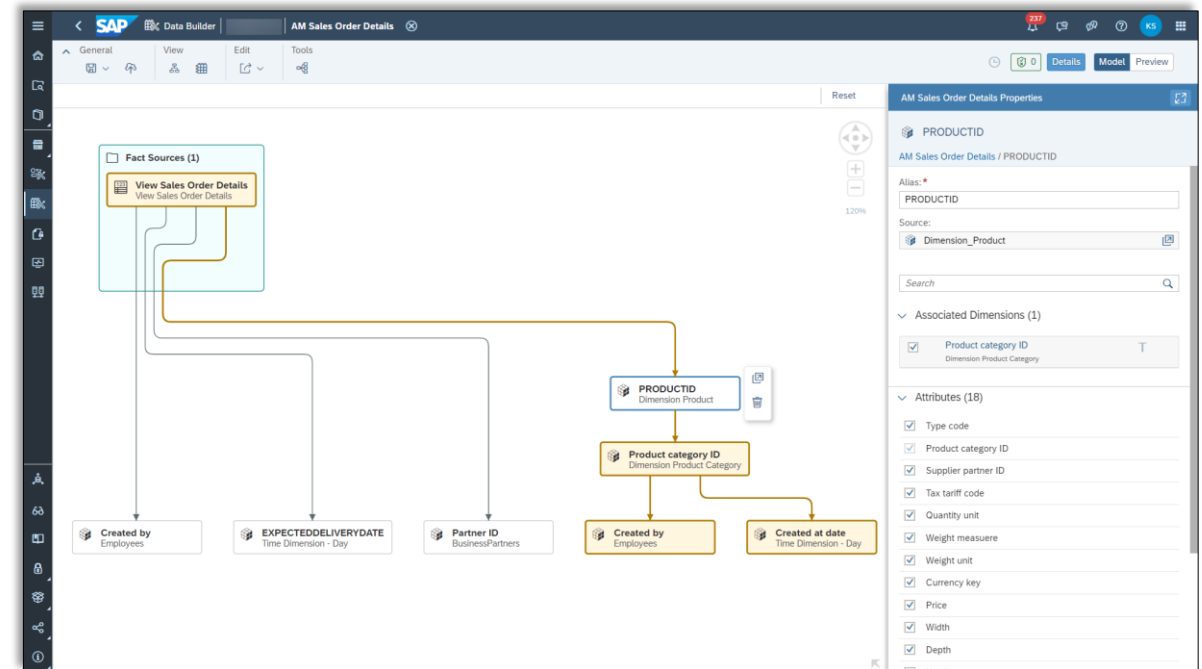 SAP
Data Builder
AM Sales Order Details
237
KS
General
View
Edit
Tools
0
Details
Model
Preview
Reset
120%
Fact Sources (1)
View Sales Order Details
View Sales Order Details
PRODUCTID
Dimension Product
Product category ID
Dimension Product Category
Created by
Employees
EXPECTEDDELIVERYDATE
Time Dimension - Day
Partner ID
BusinessPartners
Created by
Employees
Created at date
Time Dimension - Day
AM Sales Order Details Properties
PRODUCTID
AM Sales Order Details / PRODUCTID
Alias:*
PRODUCTID
Source:
Dimension_Product
Search
Associated Dimensions (1)
Product category ID
Dimension Product Category
T
Attributes (18)
Type code
Product category ID
Supplier partner ID
Tax tariff code
Quantity unit
Weight measuere
Weight unit
Currency key
Price
Width
Depth